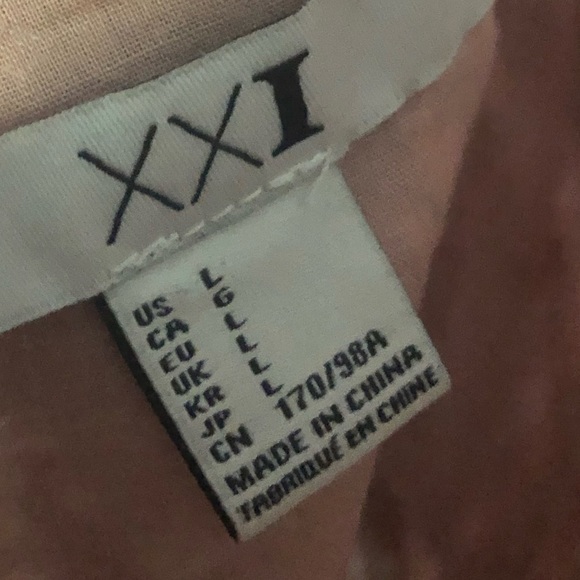 XXI
US L
CA G
EU L
UK L
KR L
JP L
CN 170/98A
MADE IN CHINA
FABRIQUÉ EN CHINE